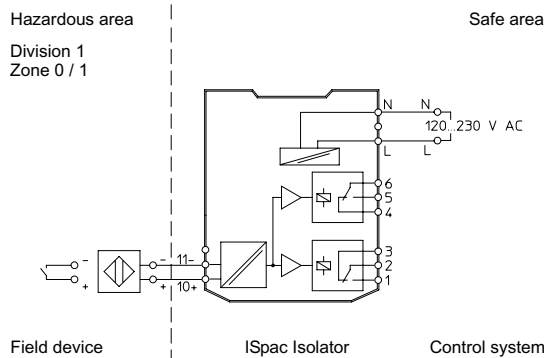 Hazardous area
Safe area
Division 1
Zone 0 / 1
N N
120...230 V AC
L L
6
5
4
3
- - 11-
2
+ + 10+
1
Field device
ISpac Isolator
Control system